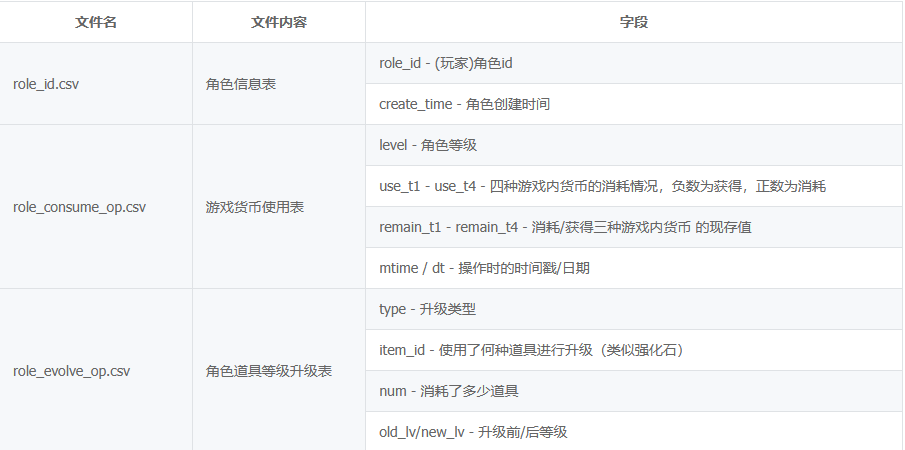 文件名 文件内容 字段
role_id.csv 角色信息表 role_id - (玩家)角色id
create_time - 角色创建时间
role_consume_op.csv 游戏货币使用表 level - 角色等级
use_t1 - use_t4 - 四种游戏内货币的消耗情况，负数为获得，正数为消耗
remain_t1 - remain_t4 - 消耗/获得三种游戏内货币 的现存值
mtime / dt - 操作时的时间戳/日期
role_evolve_op.csv 角色道具等级升级表 type - 升级类型
item_id - 使用了何种道具进行升级（类似强化石）
num - 消耗了多少道具
old_lv/new_lv - 升级前/后等级